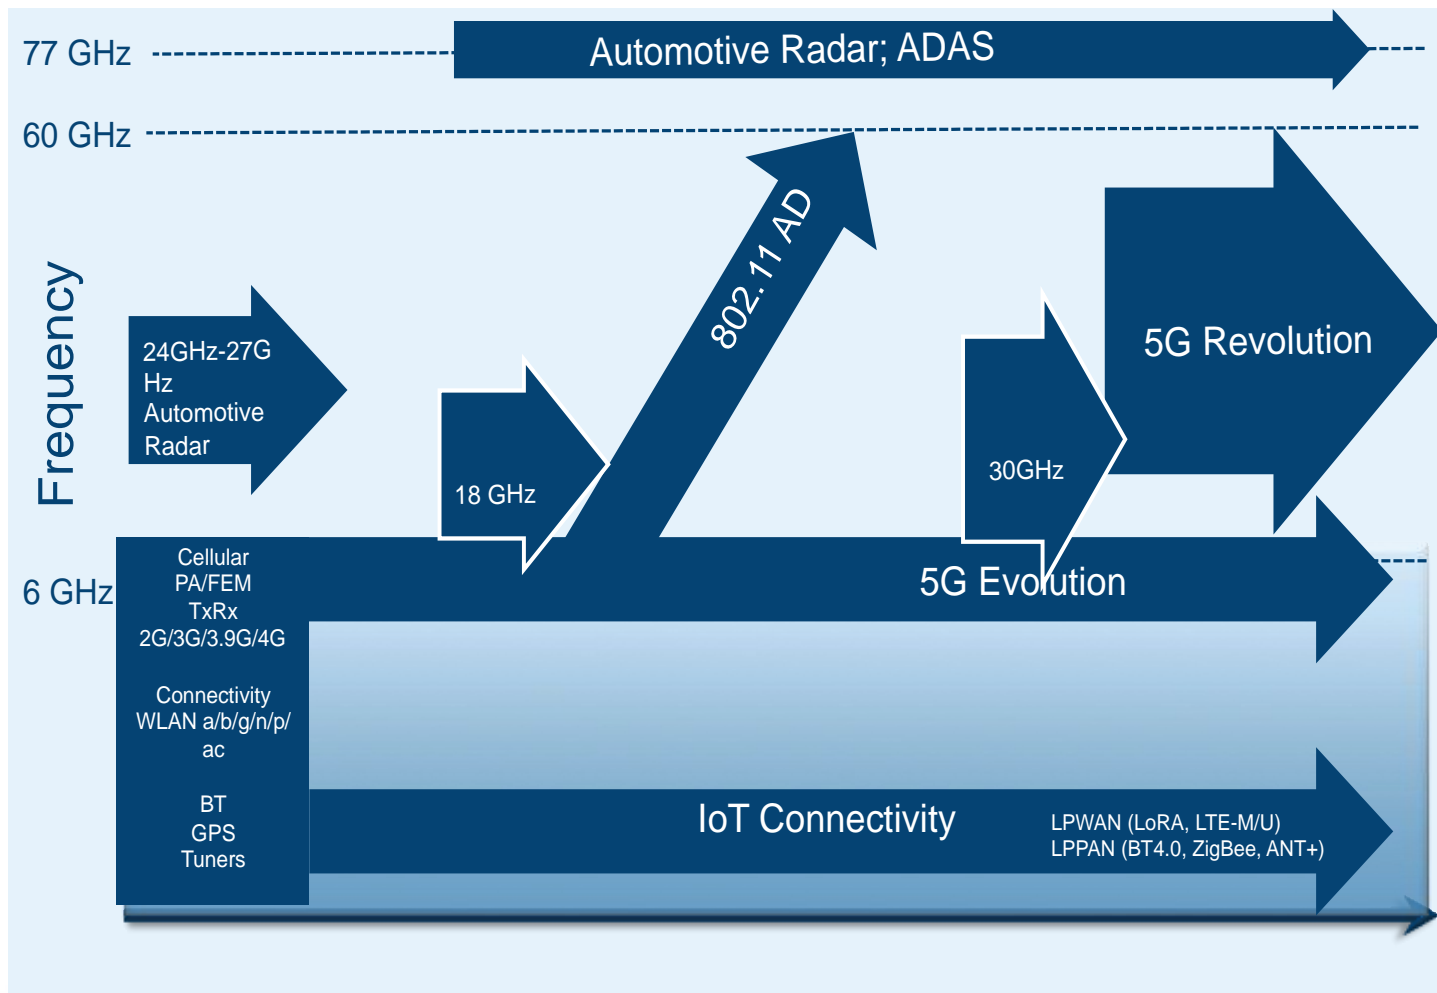 77 GHz
Automotive Radar; ADAS
60 GHz
802.11 AD
Frequency
24GHz-27G
Hz
Automotive
Radar
18 GHz
30GHz
5G Revolution
6 GHz
Cellular
PA/FEM
TxRx
2G/3G/3.9G/4G
Connectivity
WLAN a/b/g/n/p/
ac
BT
GPS
Tuners
5G Evolution
IoT Connectivity
LPWAN (LoRA, LTE-M/U)
LPPAN (BT4.0, ZigBee, ANT+)